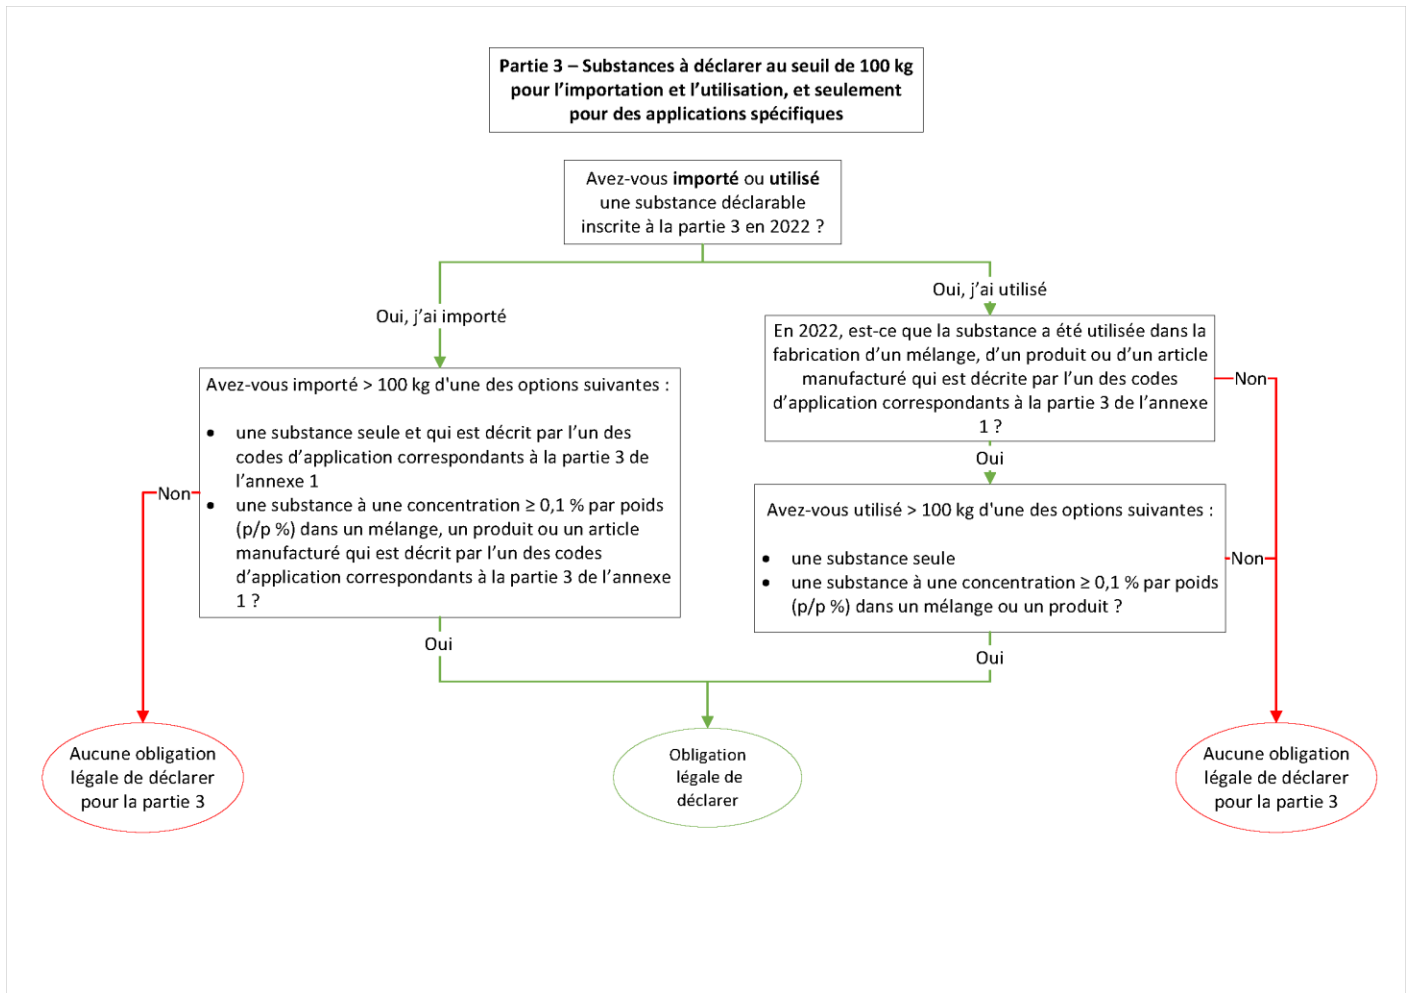 Partie 3 – Substances à déclarer au seuil de 100 kg
pour l’importation et l’utilisation, et seulement
pour des applications spécifiques
Avez-vous importé ou utilisé
une substance déclarable
inscrite à la partie 3 en 2022 ?
Oui, j’ai importé
Avez-vous importé > 100 kg d'une des options suivantes :
• une substance seule et qui est décrit par l’un des
codes d’application correspondants à la partie 3 de
l’annexe 1
• une substance à une concentration ≥ 0,1 % par poids
(p/p %) dans un mélange, un produit ou un article
manufacturé qui est décrit par l’un des codes
d’application correspondants à la partie 3 de l’annexe
1 ?
Non
Oui
Oui, j’ai utilisé
En 2022, est-ce que la substance a été utilisée dans la
fabrication d’un mélange, d’un produit ou d’un article
manufacturé qui est décrite par l’un des codes
d’application correspondants à la partie 3 de l’annexe
1 ?
Non
Oui
Avez-vous utilisé > 100 kg d'une des options suivantes :
• une substance seule
• une substance à une concentration ≥ 0,1 % par poids
(p/p %) dans un mélange ou un produit ?
Non
Oui
Aucune obligation
légale de déclarer
pour la partie 3
Obligation
légale de
déclarer
Aucune obligation
légale de déclarer
pour la partie 3